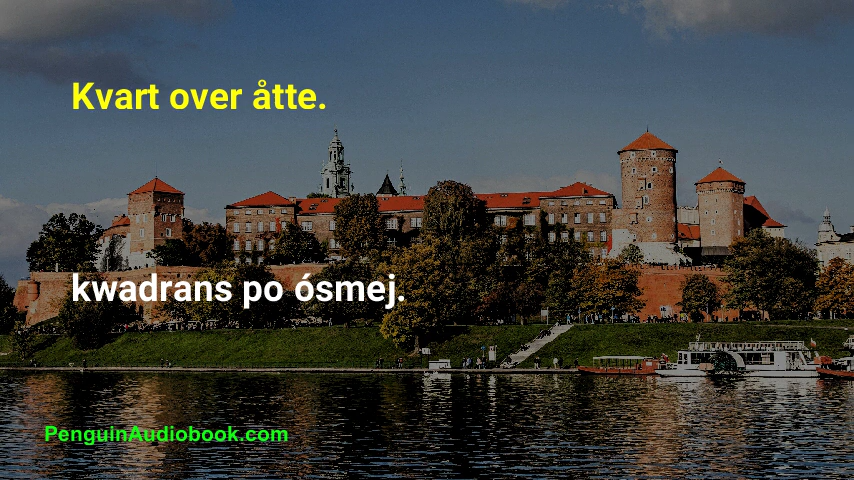 Kvart over åtte.
kwadrans po ósmej.
PenguinAudiobook.com